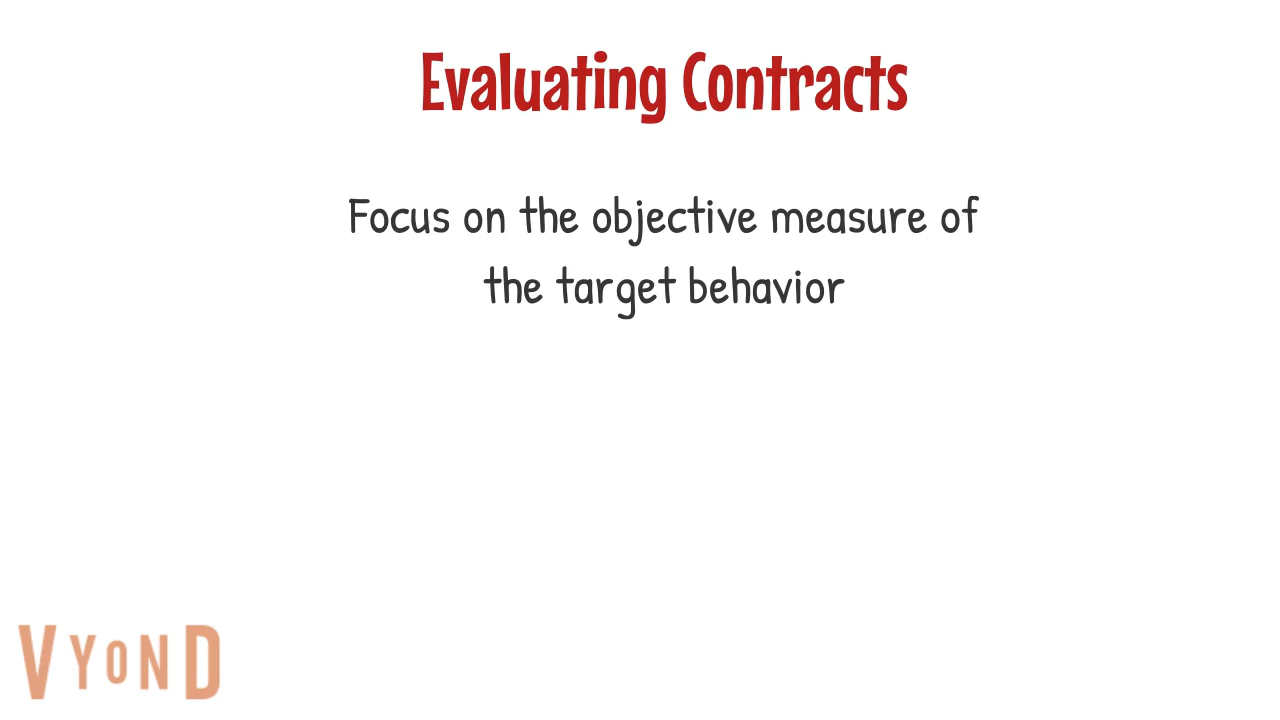 Evaluating Contracts
Focus on the objective measure of
the target behavior
VYOND